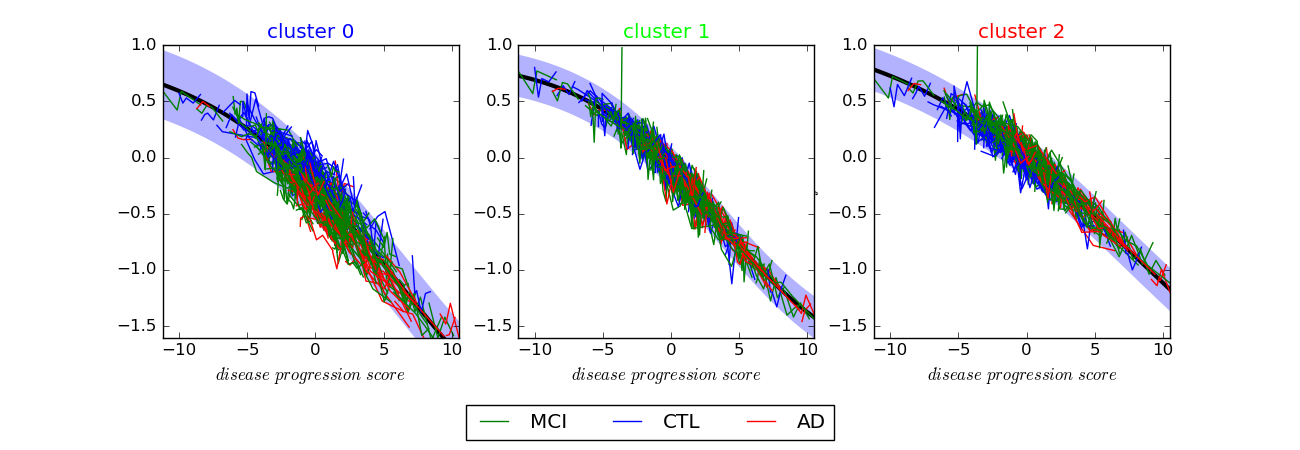 cluster 0 cluster 1 cluster 2
1.0 1.0 1.0
0.5 0.5 0.5
0.0 0.0 0.0
−0.5 −0.5 −0.5
−1.0 −1.0 −1.0
−1.5 −1.5 −1.5
−10 −5 0 5 10 −10 −5 0 5 10 −10 −5 0 5 10
disease progression score disease progression score disease progression score
MCI CTL AD